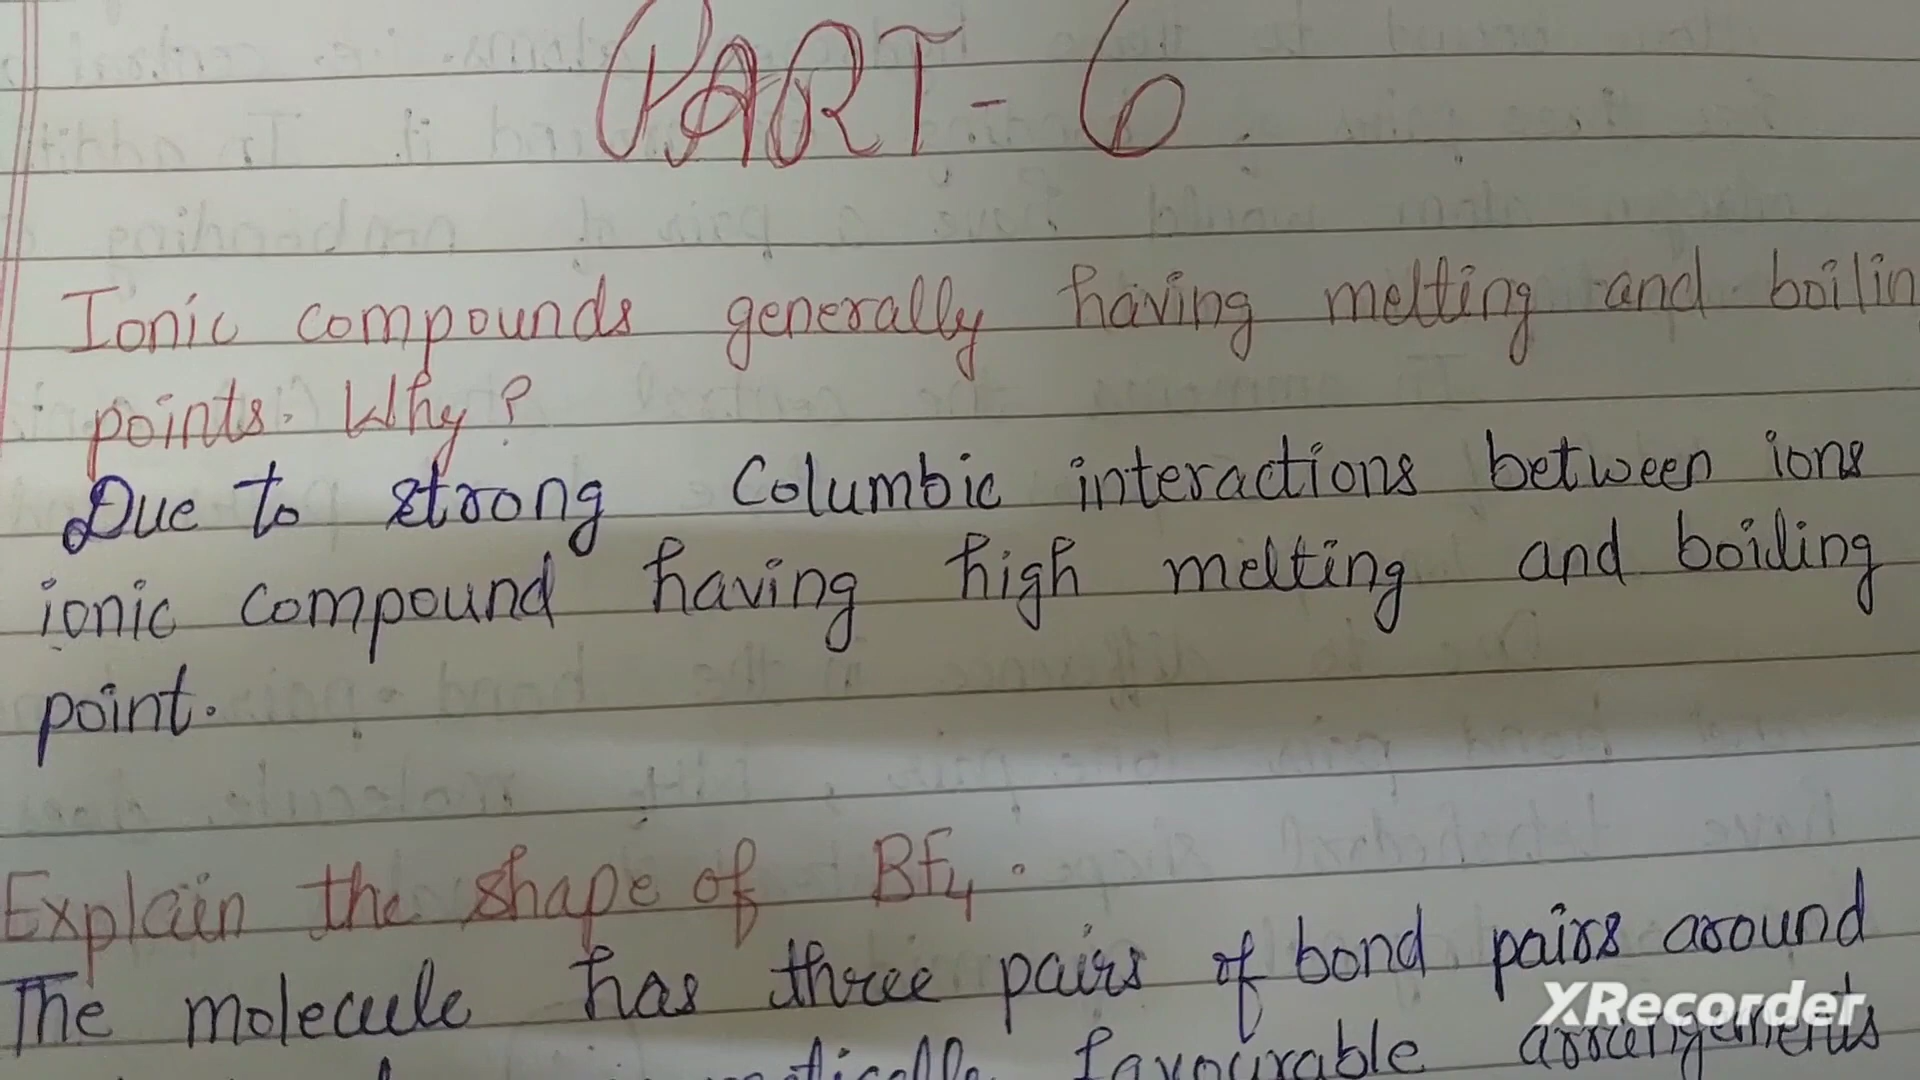 PART-6
Ionic compounds generally having melting and boilin
points. Why?
Due to strong Columbic interactions between ions
ionic compound having high melting and boiling
point.
Explain the shape of BF4.
The molecule has three pairs of bond pairs around
favourable arrangements
XRecorder